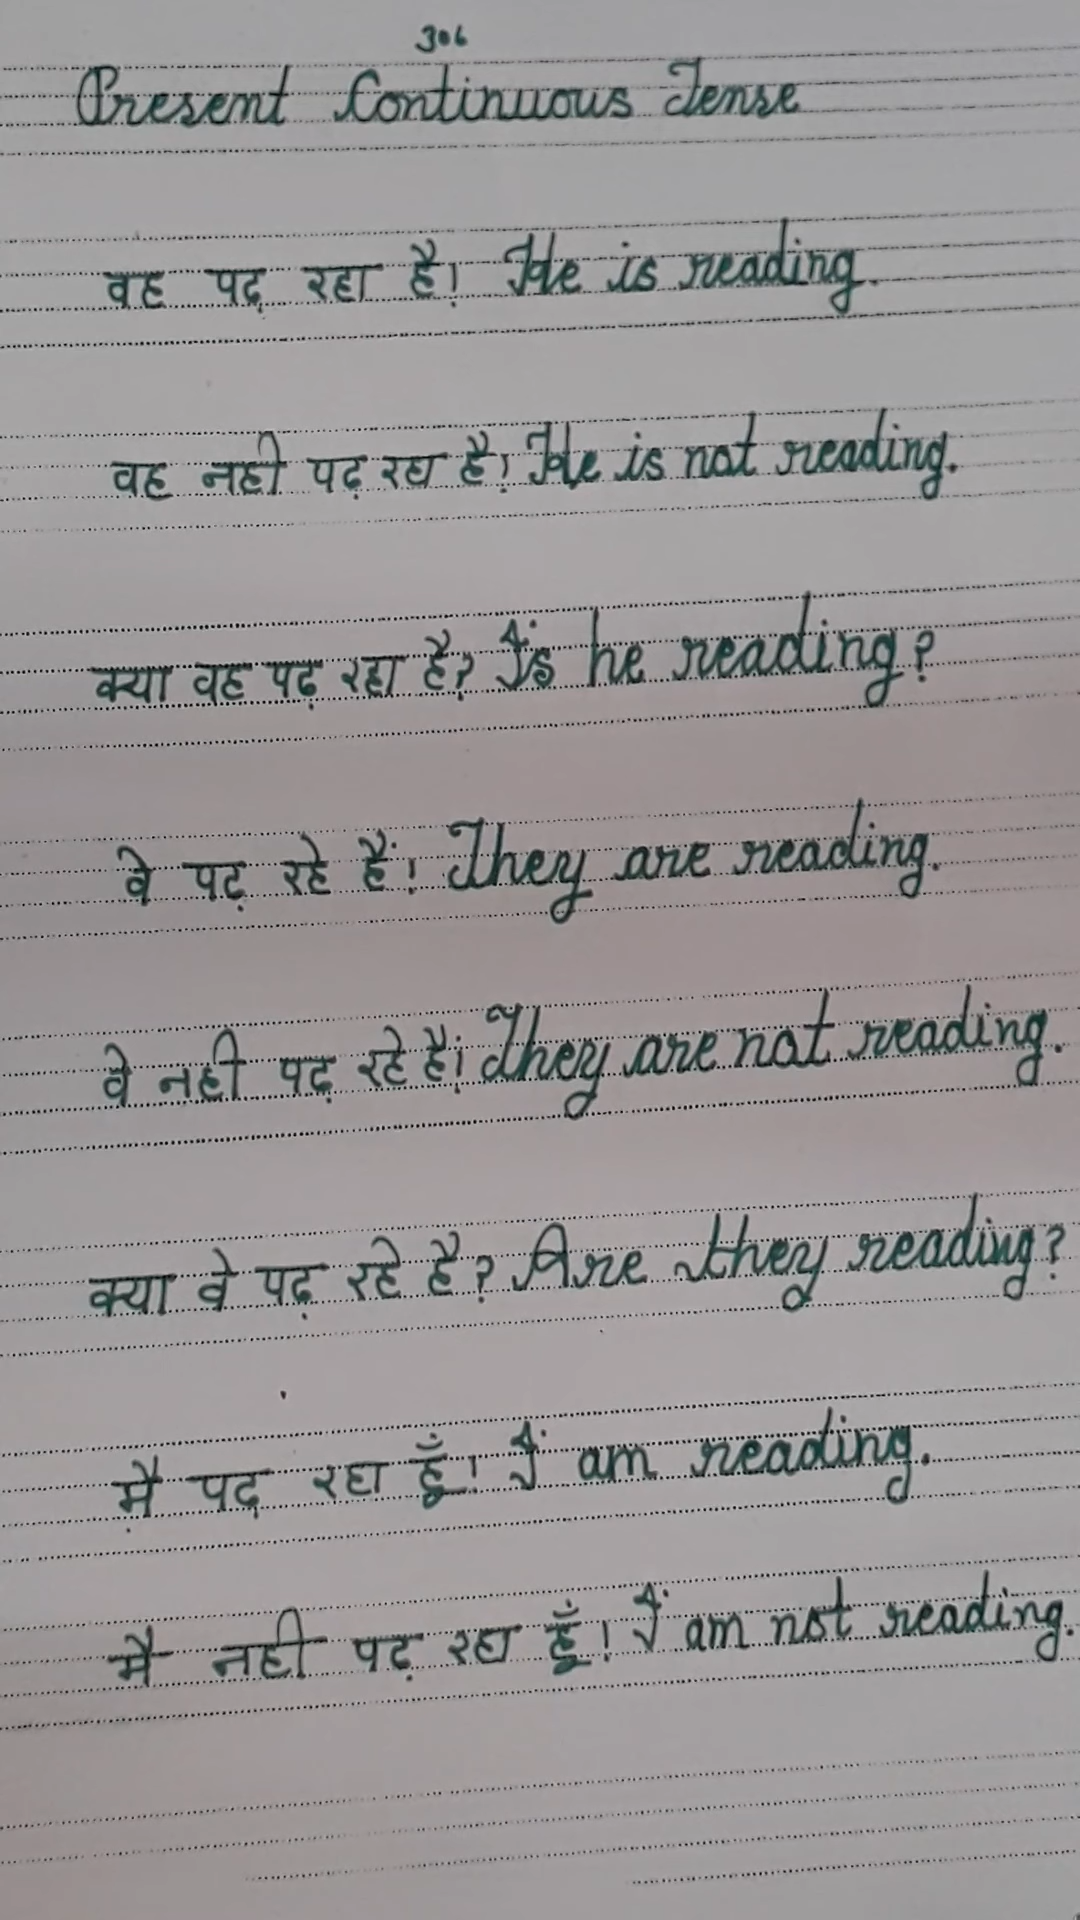 306
Present Continuous Tense
वह पढ़ रहा है। He is reading.
वह नही पढ़ रहा है। He is not reading.
क्या वह पढ़ रहा है? Is he reading?
वे पढ़ रहे हैं। They are reading.
वे नही पढ़ रहे हैं। They are not reading.
क्या वे पढ़ रहे है? Are they reading?
मै पढ़ रहा हूँ। I am reading.
मै नही पढ़ रहा हूँ। I am not reading.